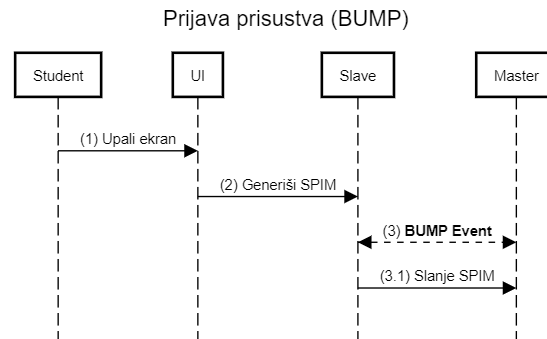 Prijava prisustva (BUMP)
Student
UI
Slave
Master
(1) Upali ekran
(2) Generiši SPIM
(3) BUMP Event
(3.1) Slanje SPIM